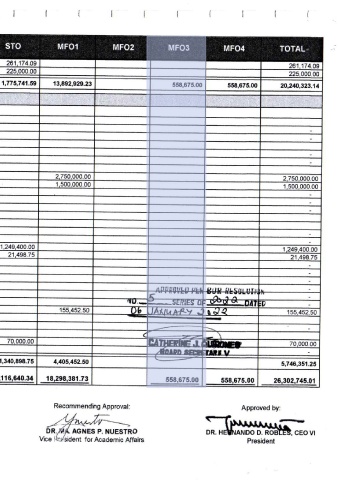 STO MFO1 MFO2 MFO3 MFO4 TOTAL-
261,174.09 261,174.09
225,000.00 225,000.00
1,775,741.59 13,892,929.23 558,675.00 558,675.00 20,240,323.14
-
-
-
-
-
2,750,000.00 2,750,000.00
1,500,000.00 1,500,000.00
-
-
-
-
-
1,249,400.00 1,249,400.00
21,498.75 21,498.75
-
-
-
APPROVED PER BOR RESOLUTION
NO. 5 SERIES OF 2022 DATED
06 JANUARY 2022
155,452.50 155,452.50
-
-
70,000.00 CATHERINE J. QUIRONES 70,000.00
BOARD SECRETARY V
,340,898.75 4,405,452.50 5,746,351.25
,116,640.34 18,298,381.73 558,675.00 558,675.00 26,302,745.01
Recommending Approval: Approved by:
DR. MA. AGNES P. NUESTRO DR. HERNANDO D. ROBLES, CEO VI
Vice President for Academic Affairs President